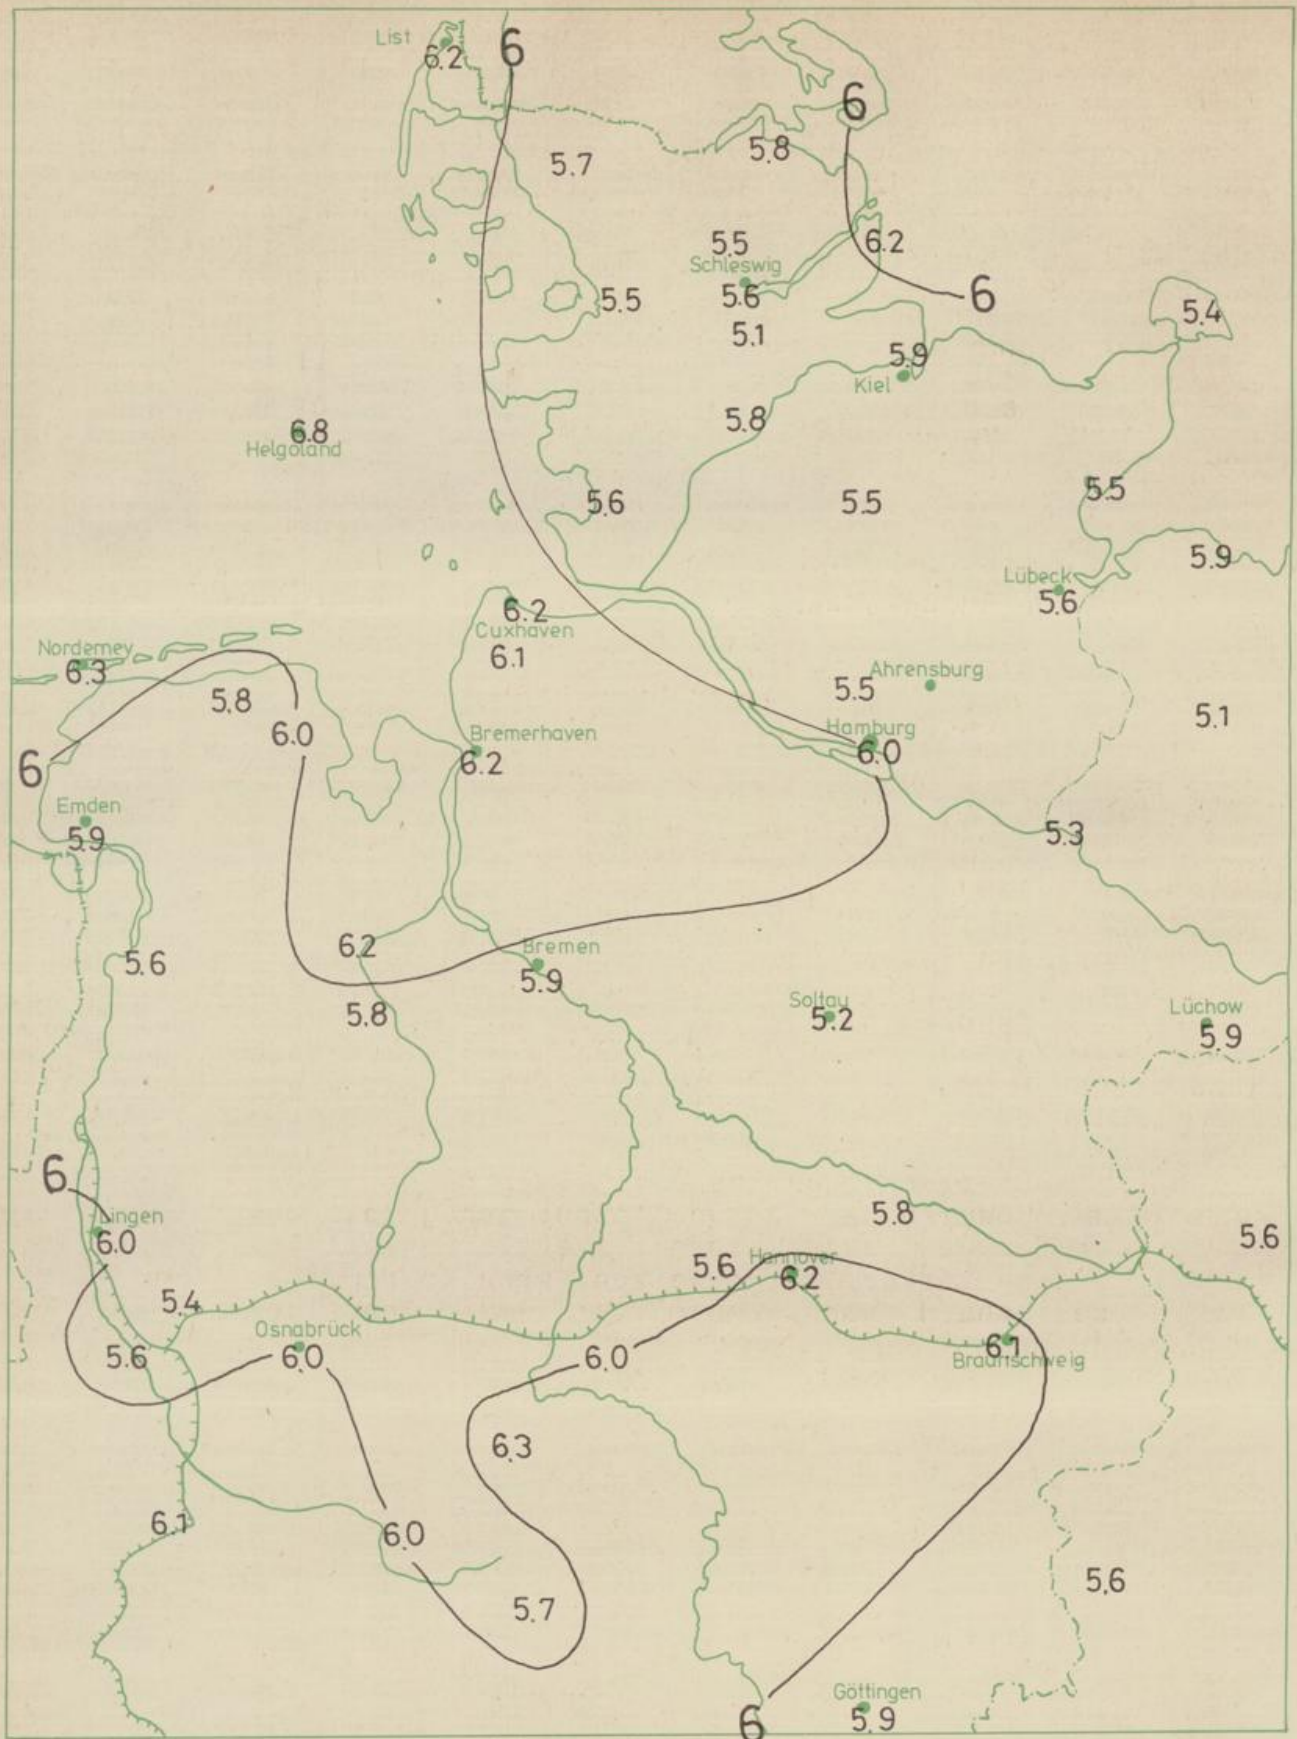 List
6.2
6
6
5.7
5.8
5.5
6.2
Schleswig
5.6
5.5
6
5.1
5.4
5.9
Kiel
5.8
6.8
Helgoland
5.6
5.5
5.5
5.9
Lübeck
5.6
6.2
Cuxhaven
6.1
Norderney
6.3
5.8
6.0
Ahrensburg
5.5
5.1
Bremerhaven
6.2
Hamburg
6.0
6
Emden
5.9
5.3
6.2
Bremen
5.9
5.6
5.8
Soltau
5.2
Lüchow
5.9
6
Lingen
6.0
5.8
5.6
5.6
Hannover
6.2
5.4
Osnabrück
6.0
5.6
6.0
6.1
Braunschweig
6.3
6.1
6.0
5.7
5.6
Göttingen
5.9
6